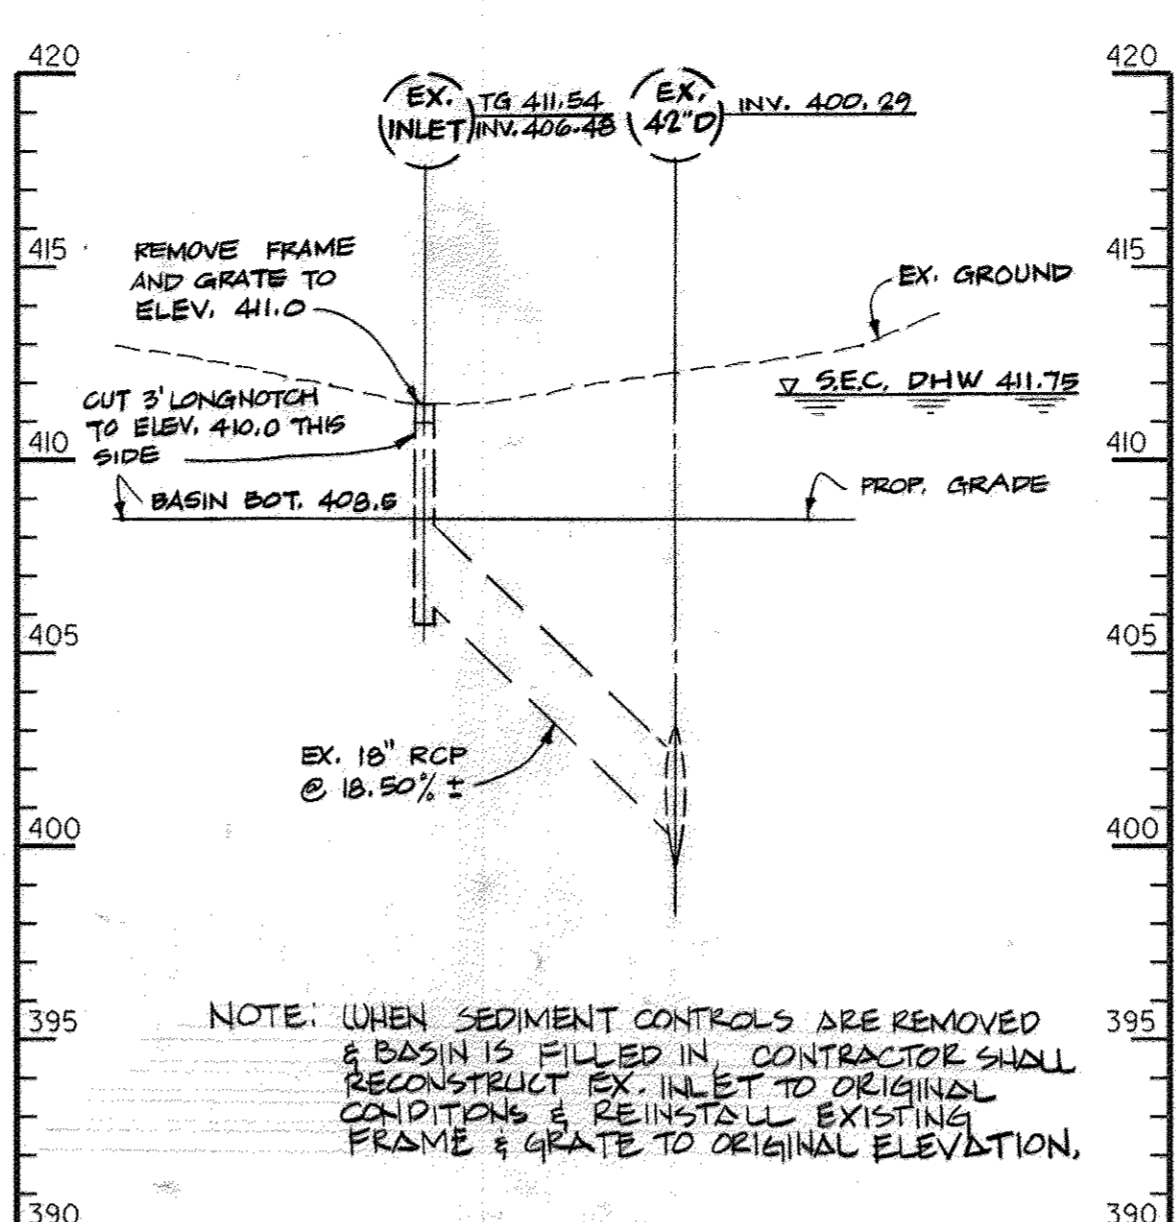 420
420
EX.
INLET
TG 411.54
INV. 406.48
EX.
42"D
INV. 400.29
415
415
REMOVE FRAME
AND GRATE TO
ELEV. 411.0
EX. GROUND
S.E.C. DHW 411.75
CUT 3' LONG NOTCH
TO ELEV. 410.0 THIS
SIDE
410
410
BASIN BOT. 408.5
PROP. GRADE
405
405
EX. 18" RCP
@ 18.50% ±
400
400
395
395
NOTE: WHEN SEDIMENT CONTROLS ARE REMOVED
& BASIN IS FILLED IN, CONTRACTOR SHALL
RECONSTRUCT EX. INLET TO ORIGINAL
CONDITIONS & REINSTALL EXISTING
FRAME & GRATE TO ORIGINAL ELEVATION.
390
390